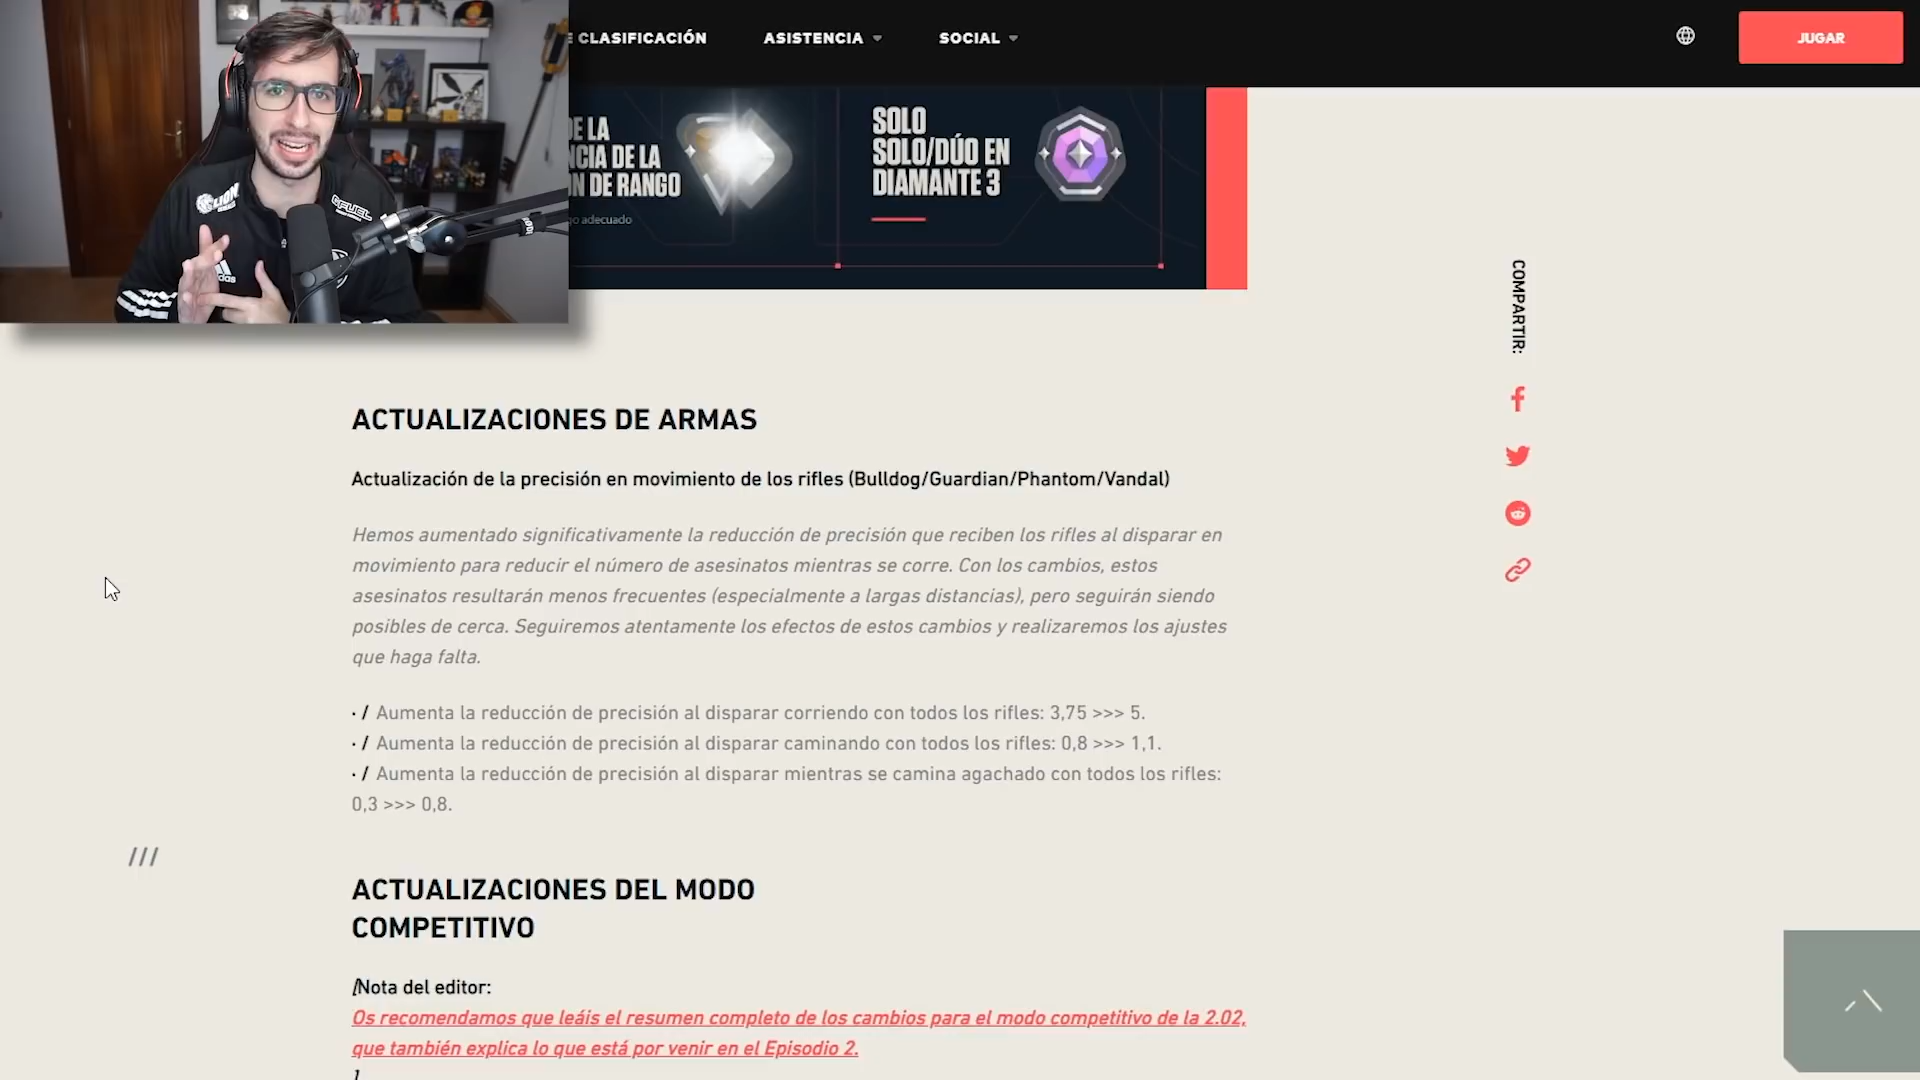 E CLASIFICACIÓN
ASISTENCIA
SOCIAL
JUGAR
DE LA
NCIA DE LA
N DE RANGO
o adecuado
SOLO
SOLO/DÚO EN
DIAMANTE 3
LION
GFUEL
adidas
COMPARTIR:
ACTUALIZACIONES DE ARMAS
Actualización de la precisión en movimiento de los rifles (Bulldog/Guardian/Phantom/Vandal)
Hemos aumentado significativamente la reducción de precisión que reciben los rifles al disparar en
movimiento para reducir el número de asesinatos mientras se corre. Con los cambios, estos
asesinatos resultarán menos frecuentes (especialmente a largas distancias), pero seguirán siendo
posibles de cerca. Seguiremos atentamente los efectos de estos cambios y realizaremos los ajustes
que haga falta.
· / Aumenta la reducción de precisión al disparar corriendo con todos los rifles: 3,75 >>> 5.
· / Aumenta la reducción de precisión al disparar caminando con todos los rifles: 0,8 >>> 1,1.
· / Aumenta la reducción de precisión al disparar mientras se camina agachado con todos los rifles:
0,3 >>> 0,8.
///
ACTUALIZACIONES DEL MODO
COMPETITIVO
[Nota del editor:
Os recomendamos que leáis el resumen completo de los cambios para el modo competitivo de la 2.02,
que también explica lo que está por venir en el Episodio 2.
]